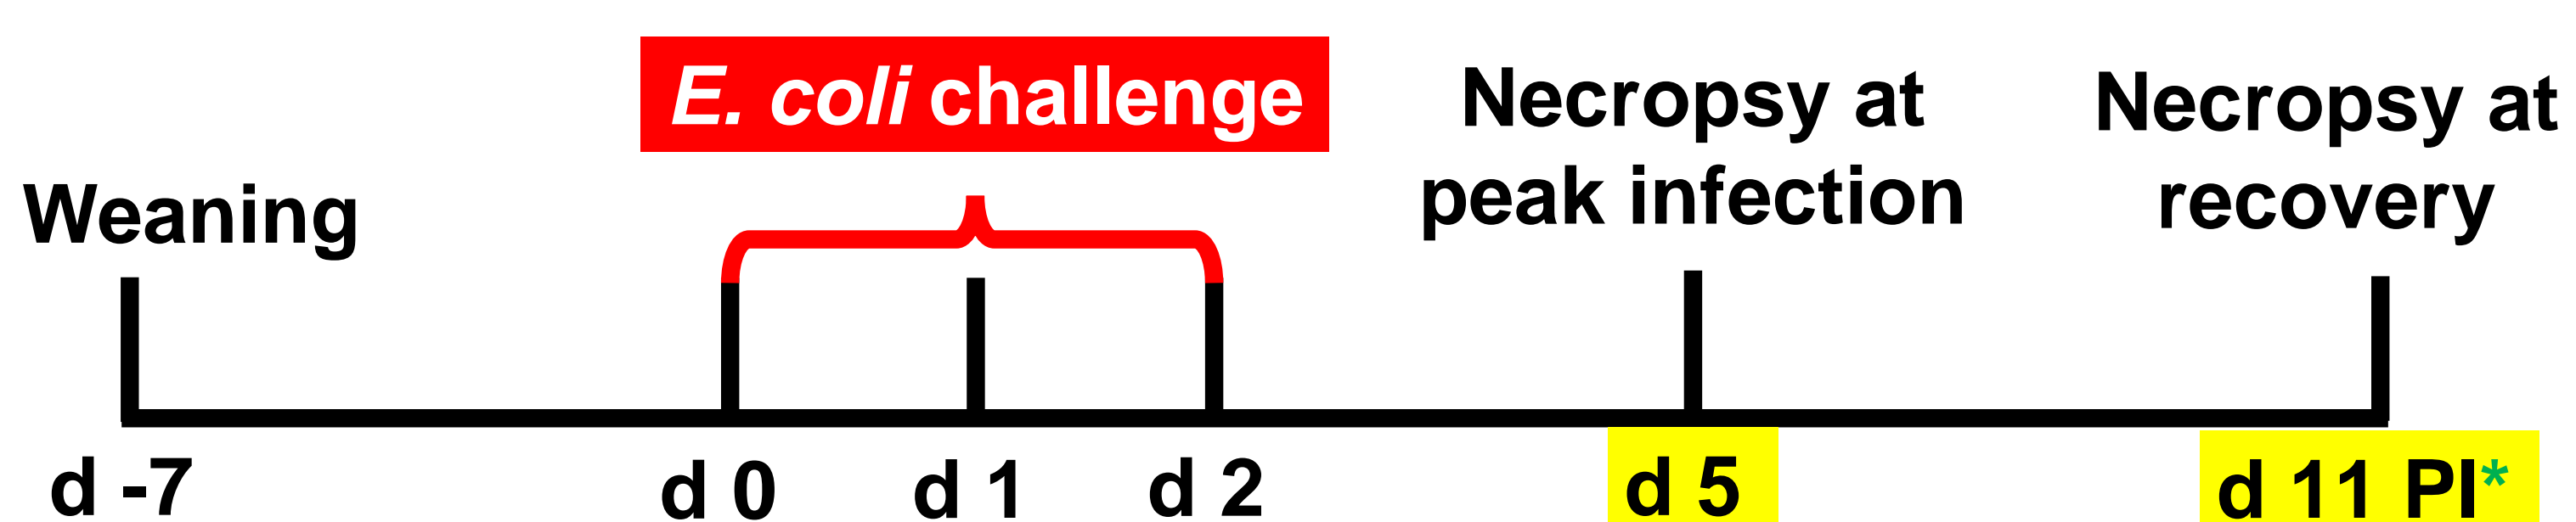 E. coli challenge
Necropsy at
peak infection
Necropsy at
recovery
Weaning
d -7
d 0
d 1
d 2
d 5
d 11 PI*